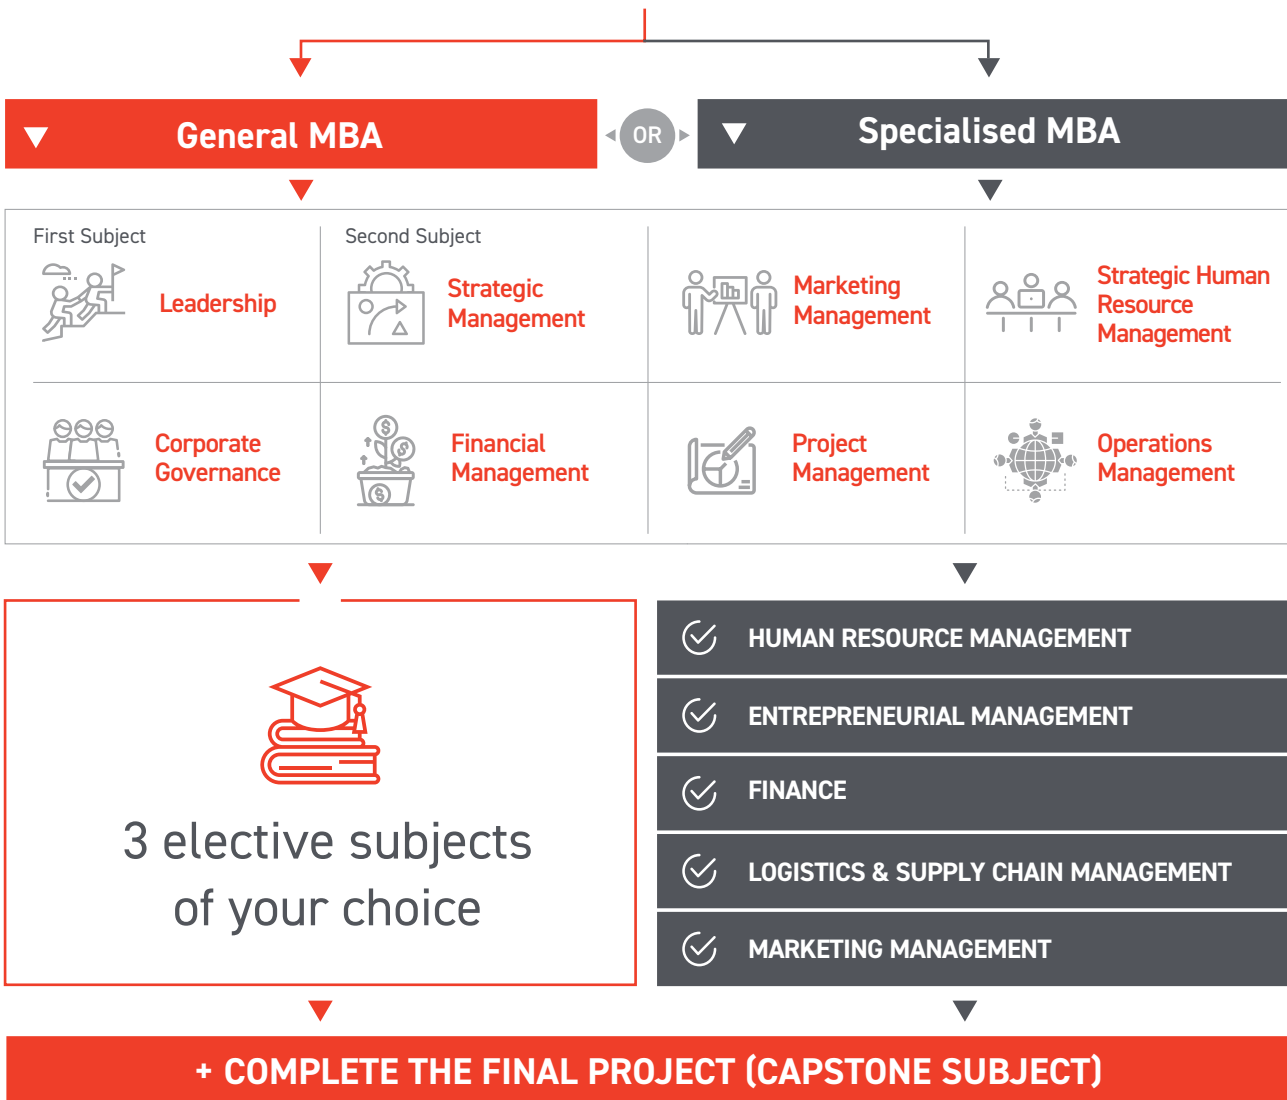 General MBA
OR
Specialised MBA
First Subject
Leadership
Second Subject
Strategic
Management
Marketing
Management
Strategic Human
Resource
Management
Corporate
Governance
Financial
Management
Project
Management
Operations
Management
3 elective subjects
of your choice
HUMAN RESOURCE MANAGEMENT
ENTREPRENEURIAL MANAGEMENT
FINANCE
LOGISTICS & SUPPLY CHAIN MANAGEMENT
MARKETING MANAGEMENT
+ COMPLETE THE FINAL PROJECT (CAPSTONE SUBJECT)